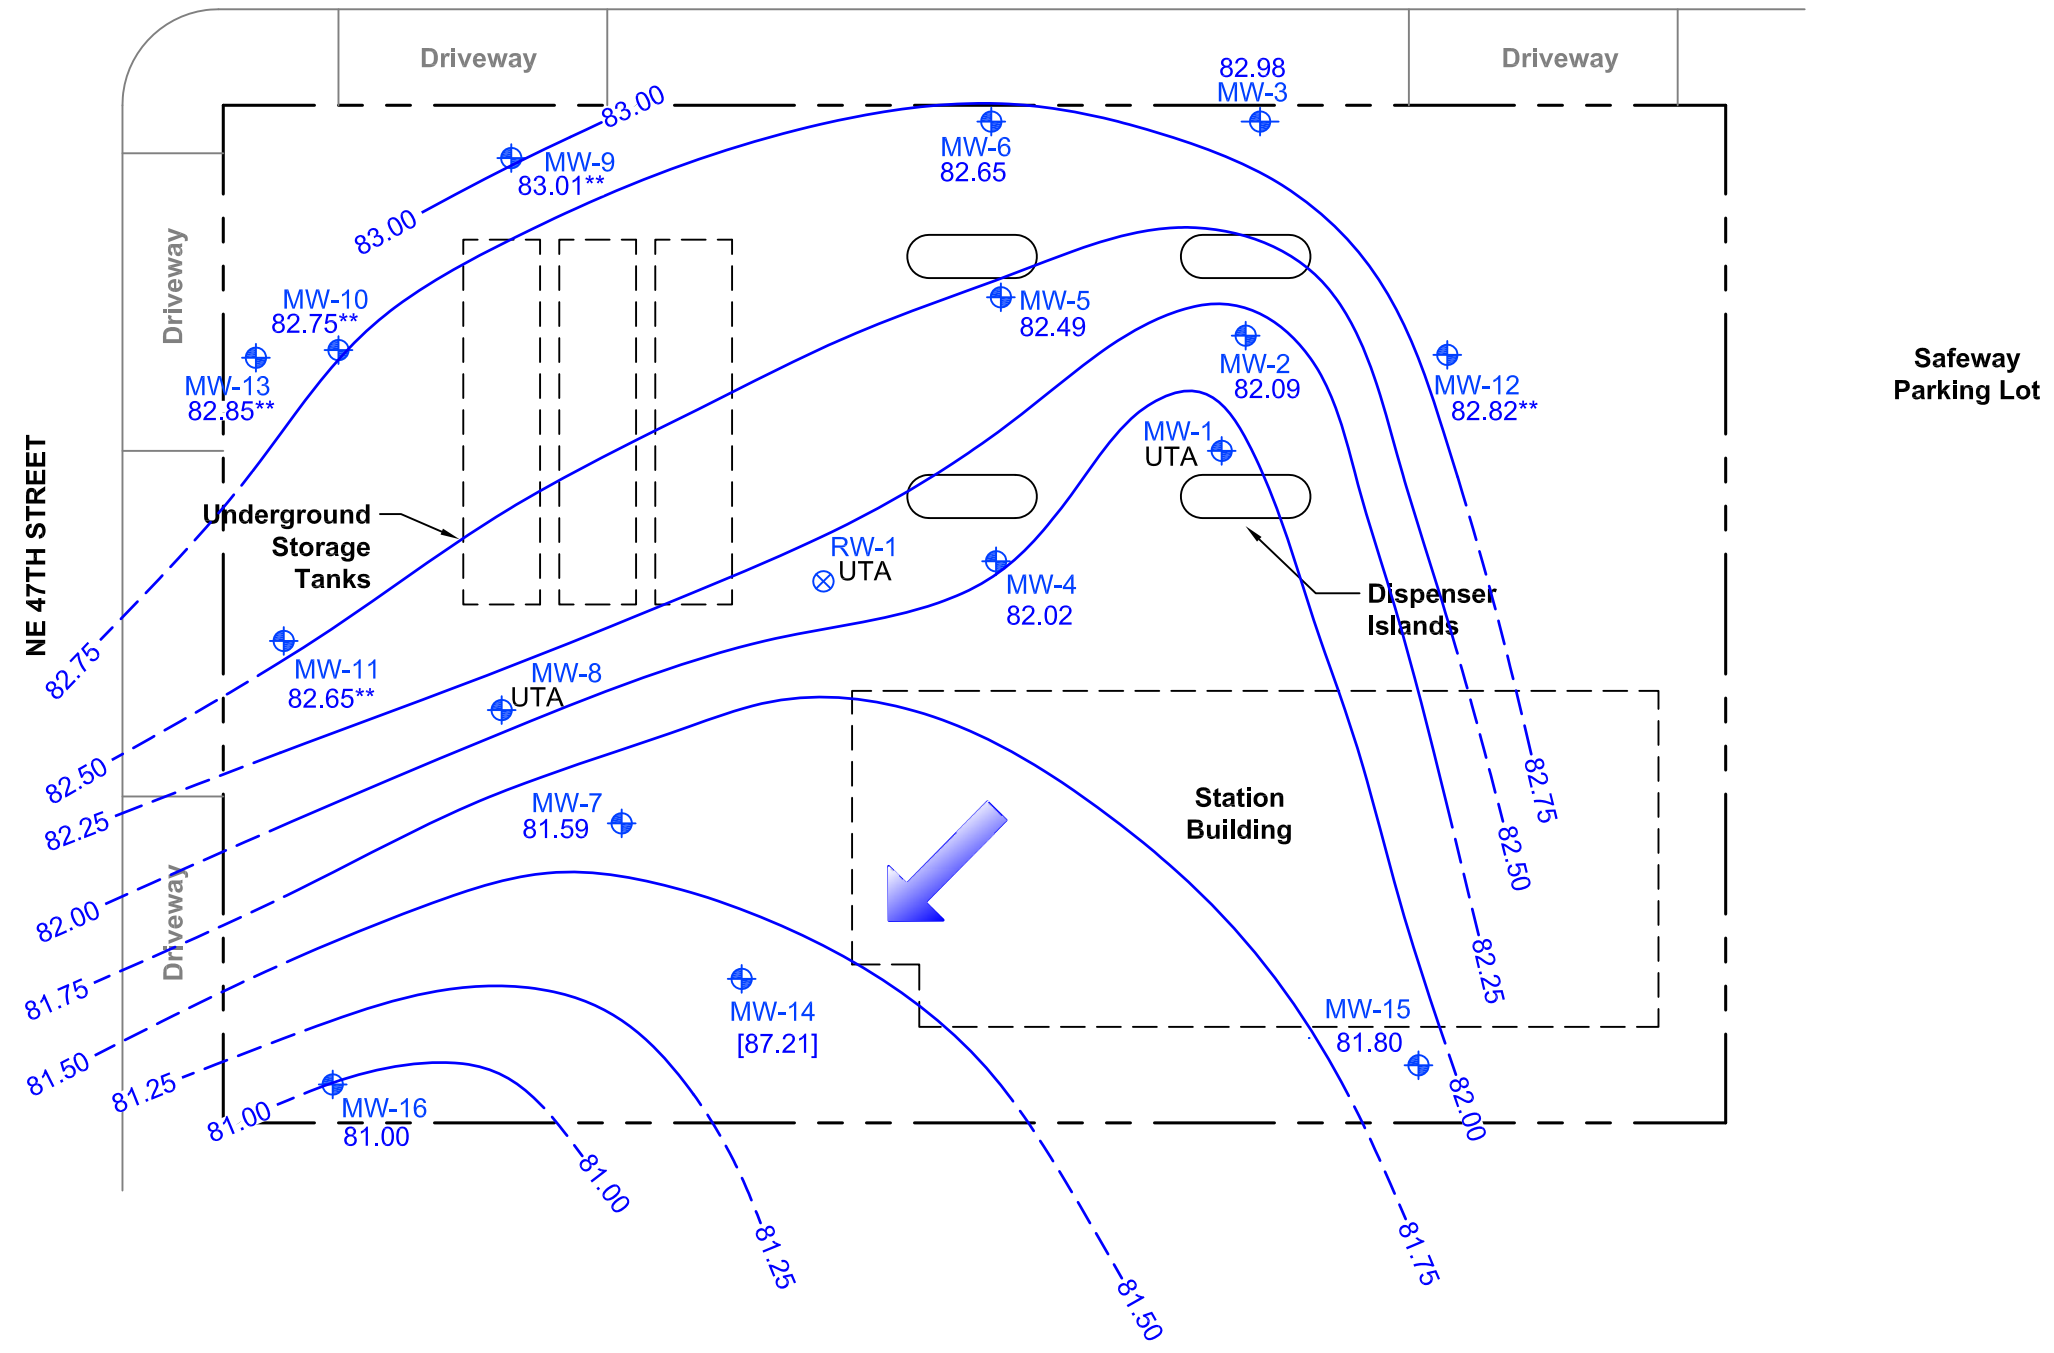 Driveway
Driveway
82.98
MW-3
83.00
MW-9
83.01**
MW-6
82.65
83.00
Driveway
MW-10
82.75**
MW-5
82.49
MW-13
82.85**
MW-2
82.09
MW-12
82.82**
Safeway
Parking Lot
MW-1
UTA
NE 47TH STREET
Underground
Storage
Tanks
RW-1
UTA
MW-4
82.02
Dispenser
Islands
82.75
MW-11
82.65**
MW-8
UTA
82.50
82.25
MW-7
81.59
Station
Building
82.75
82.50
82.00
Driveway
82.25
81.75
MW-14
[87.21]
MW-15
81.80
81.50
81.25
81.00
MW-16
81.00
82.00
81.00
81.25
81.75
81.50